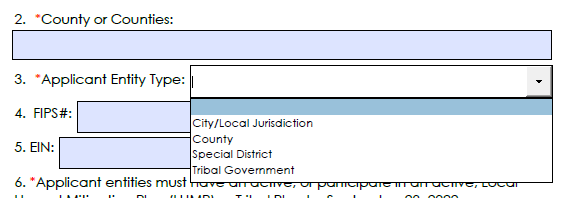 2. *County or Counties:
3. *Applicant Entity Type:
City/Local Jurisdiction
County
Special District
Tribal Government
4. FIPS#:
5. EIN:
6. *Applicant entities must have an active, or participate in an active, Local